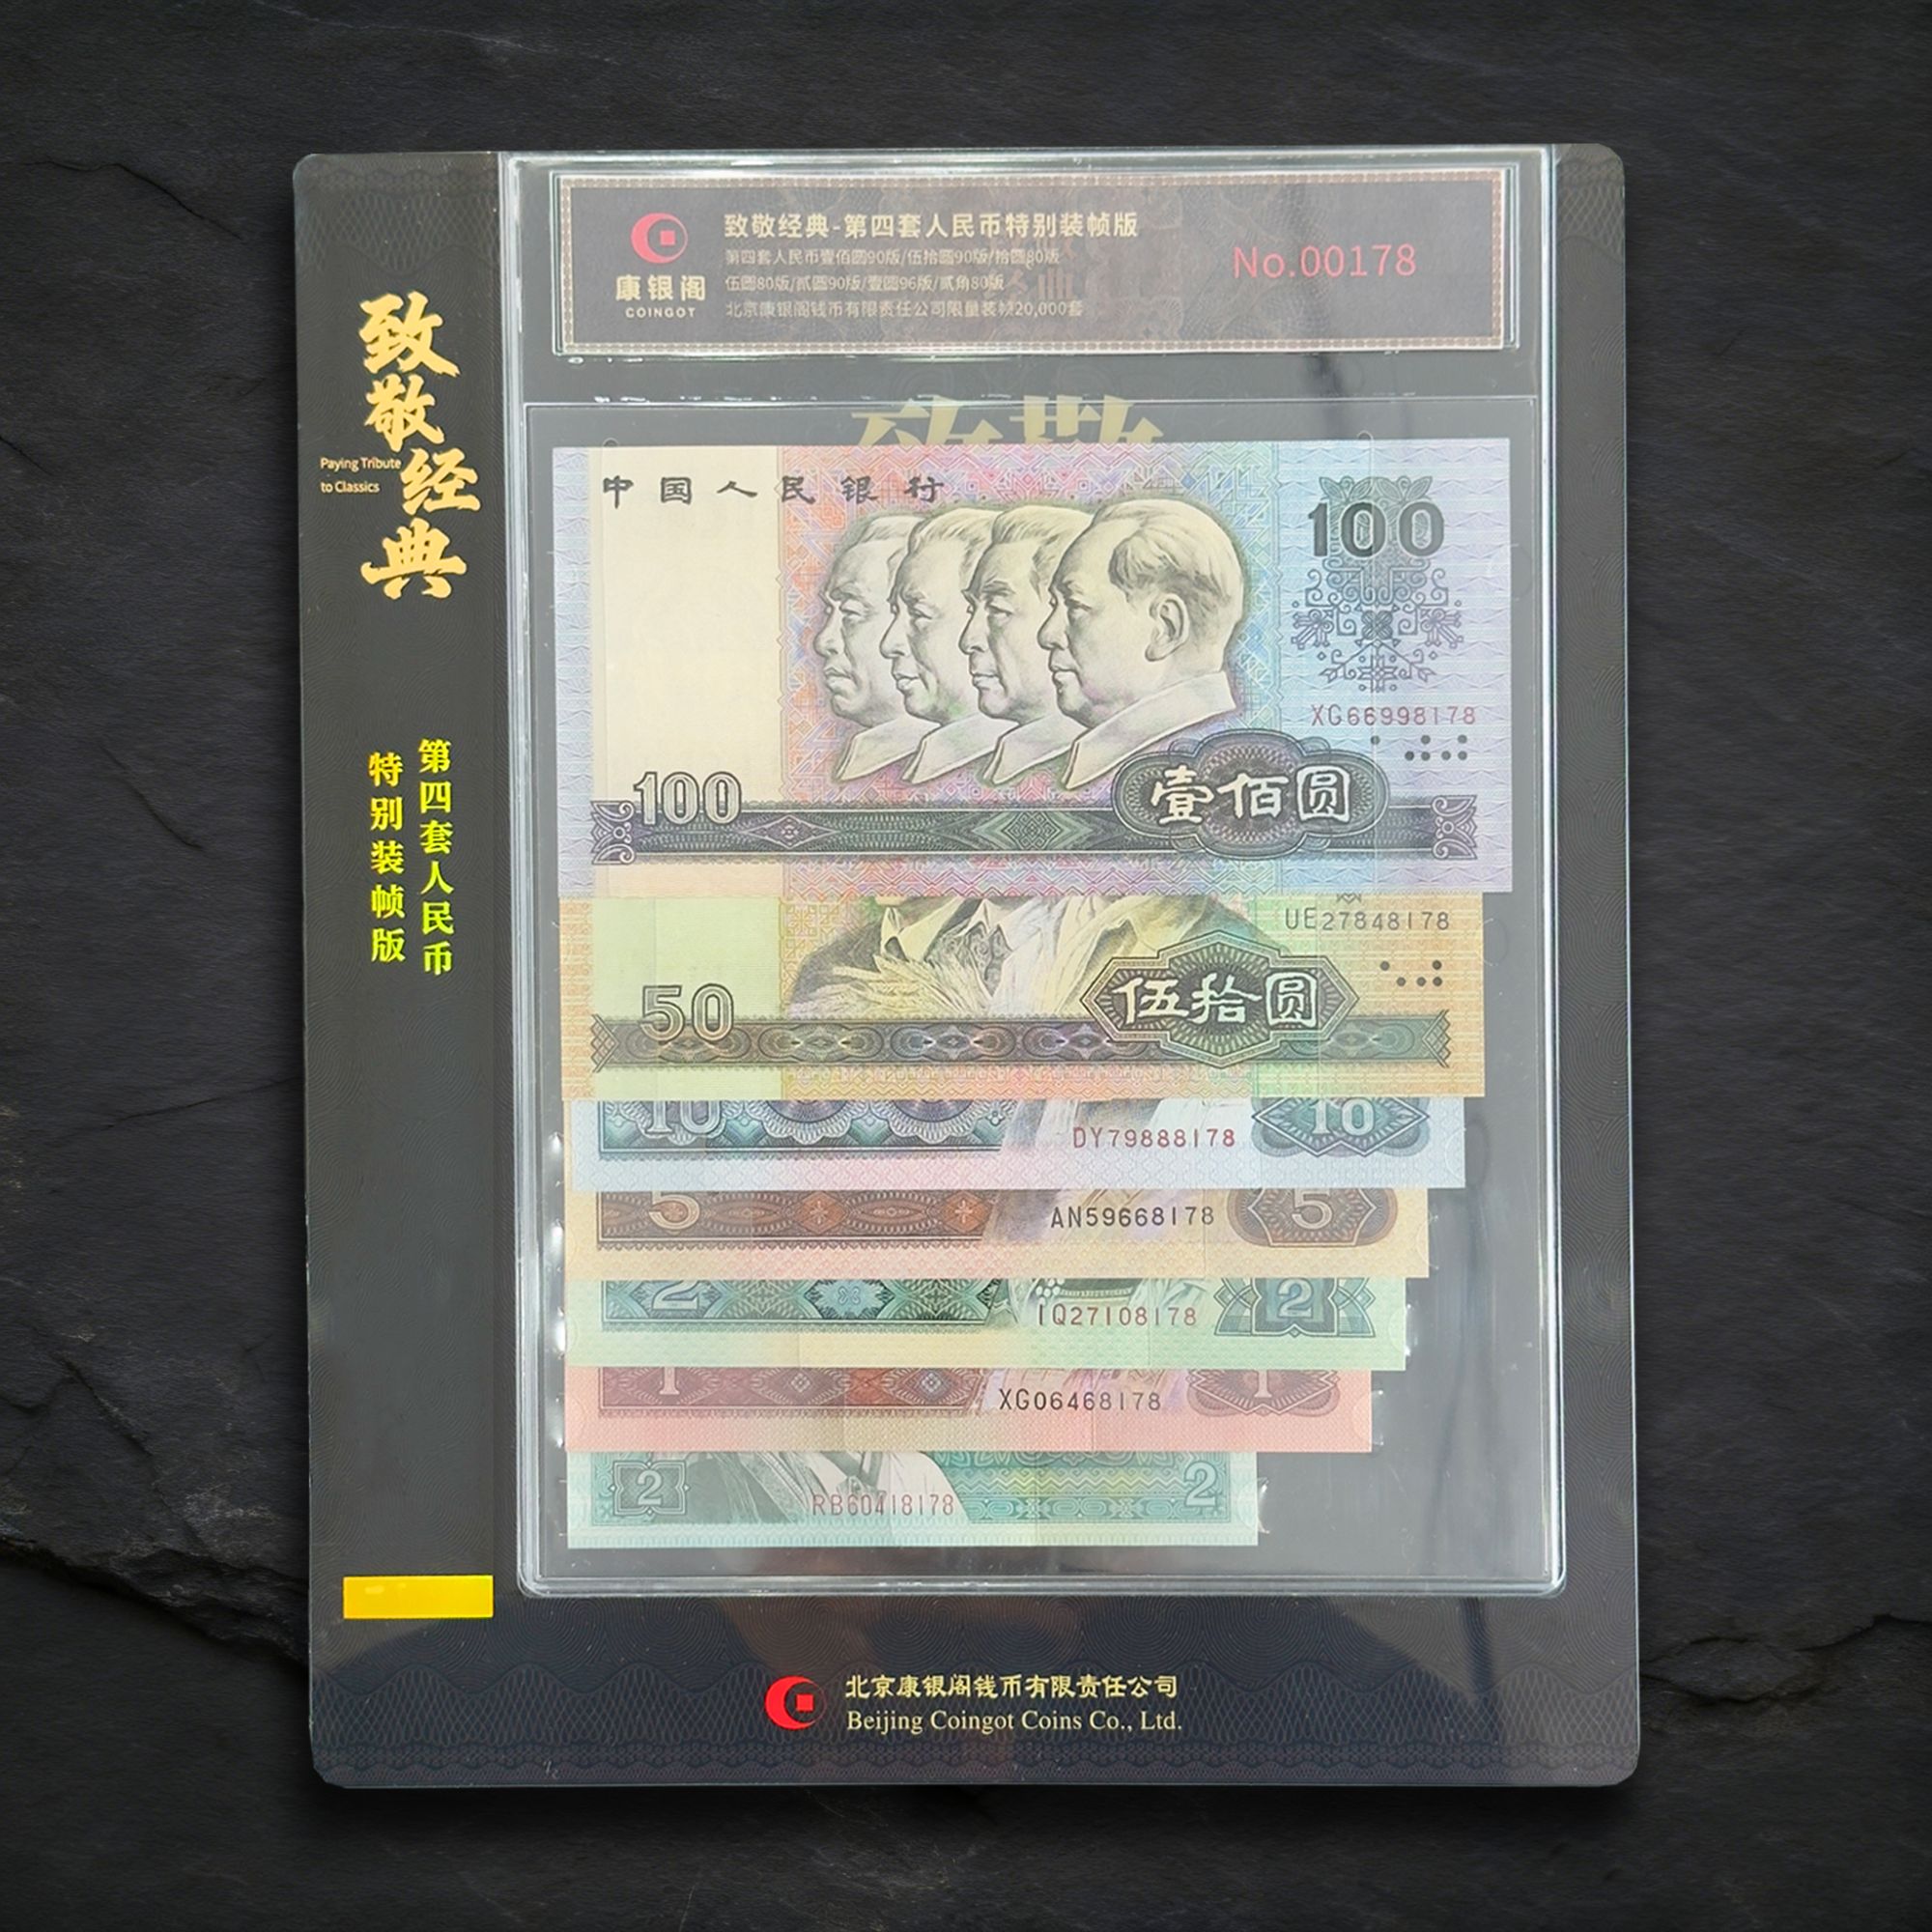 致敬经典
Paying Tribute
to Classics
第四套人民币
特别装帧版
康银阁
COINGOT
致敬经典-第四套人民币特别装帧版
第四套人民币壹佰圆90版/伍拾圆90版/拾圆80版
伍圆80版/贰圆90版/壹圆96版/贰角80版
北京康银阁钱币有限责任公司限量装帧20,000套
No.00178
致敬
中国人民银行
100
XG66998178
100
壹佰圆
UE27848178
50
伍拾圆
10
DY79888178
10
5
AN59668178
5
2
IQ27108178
2
1
XG06468178
1
2
RB60418178
2
北京康银阁钱币有限责任公司
Beijing Coingot Coins Co., Ltd.